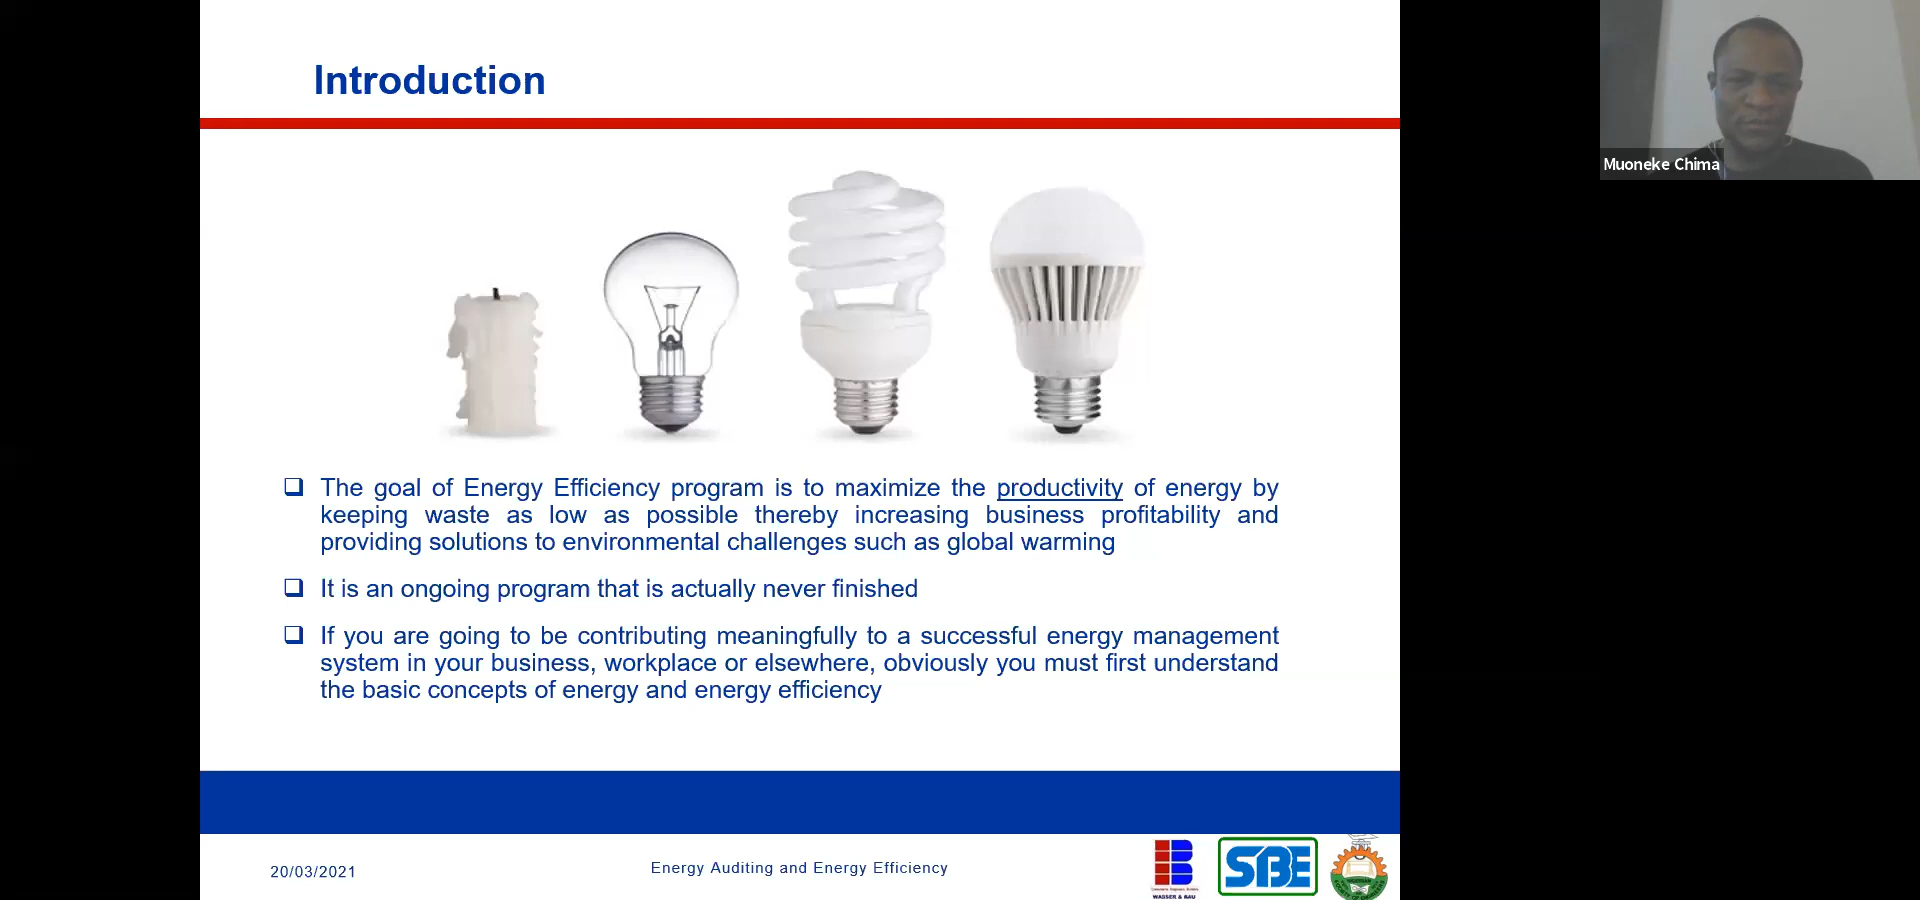 Introduction
Muoneke Chima
The goal of Energy Efficiency program is to maximize the productivity of energy by
keeping waste as low as possible thereby increasing business profitability and
providing solutions to environmental challenges such as global warming
It is an ongoing program that is actually never finished
If you are going to be contributing meaningfully to a successful energy management
system in your business, workplace or elsewhere, obviously you must first understand
the basic concepts of energy and energy efficiency
20/03/2021
Energy Auditing and Energy Efficiency
WASSER & BAU
SBE